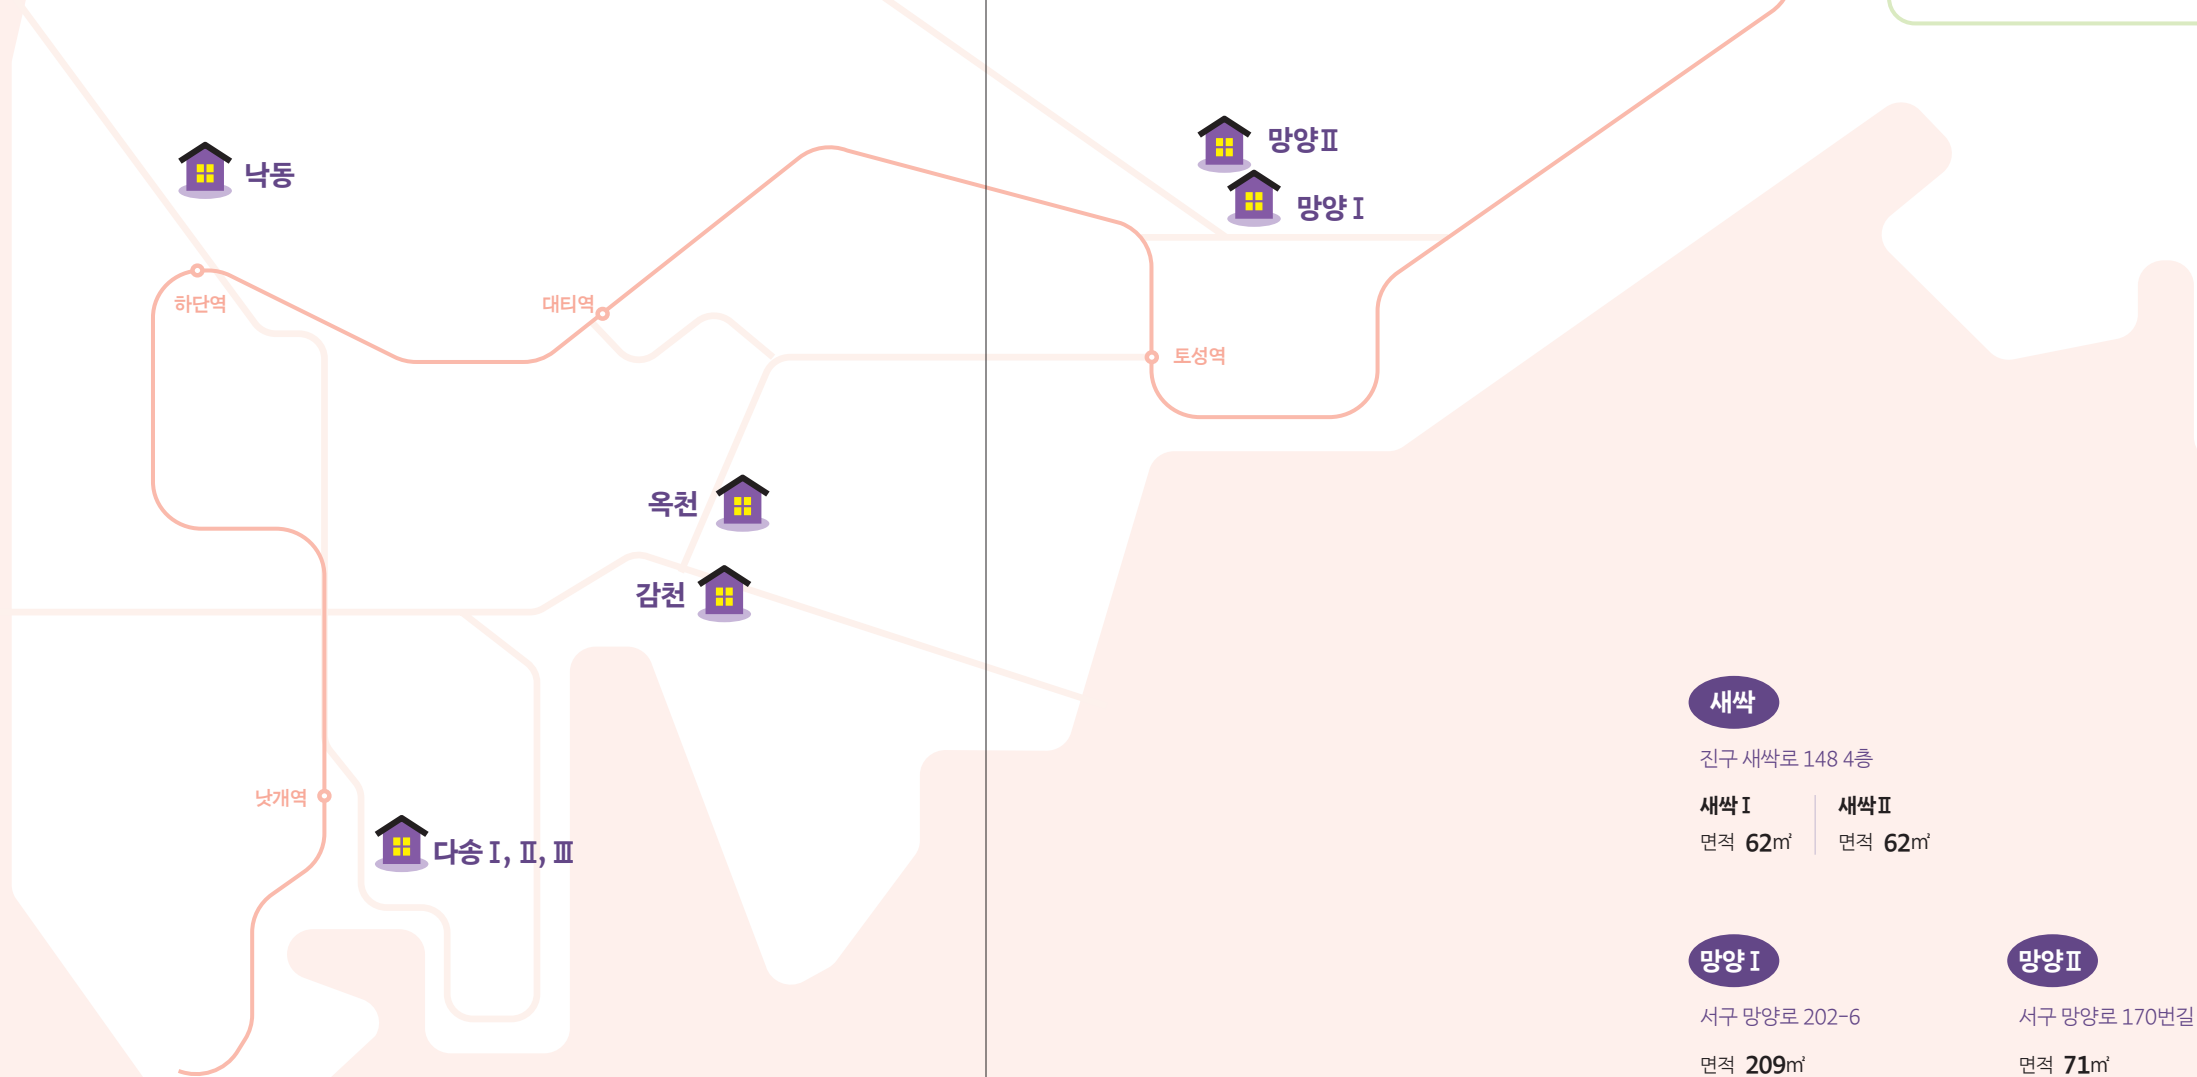 망양Ⅱ
낙동
망양Ⅰ
하단역
대티역
토성역
옥천
감천
낫개역
다송Ⅰ, Ⅱ, Ⅲ
새싹
진구 새싹로 148 4층
새싹Ⅰ
면적 62㎡
새싹Ⅱ
면적 62㎡
망양Ⅰ
서구 망양로 202-6
면적 209㎡
망양Ⅱ
서구 망양로 170번길
면적 71㎡